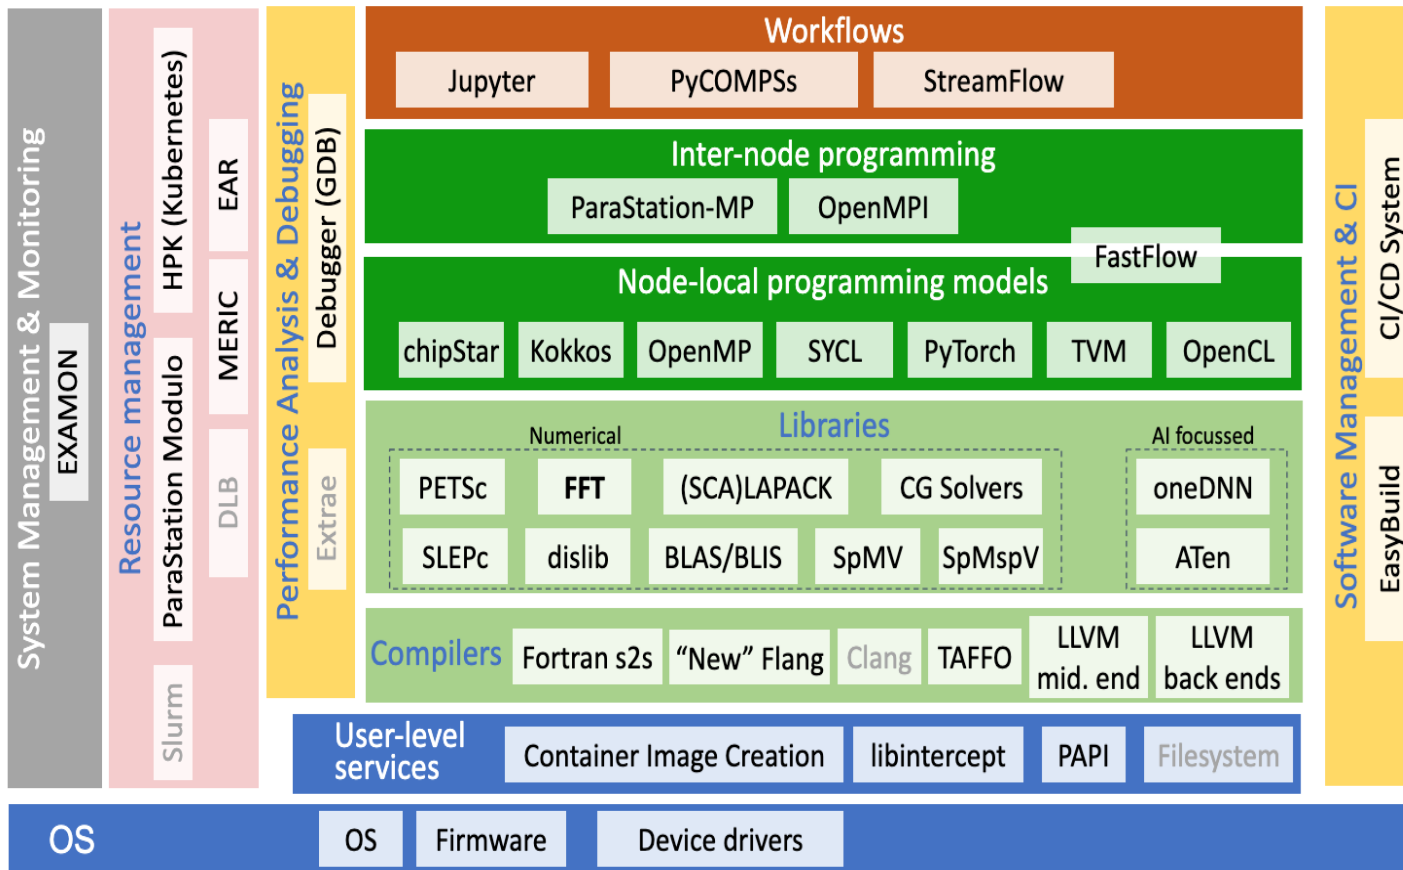 System Management & Monitoring
EXAMON
Resource management
HPK (Kubernetes)
ParaStation Modulo
Slurm
EAR
MERIC
DLB
Performance Analysis & Debugging
Debugger (GDB)
Extrae
Workflows
Jupyter
PyCOMPSs
StreamFlow
Inter-node programming
ParaStation-MP
OpenMPI
FastFlow
Node-local programming models
chipStar
Kokkos
OpenMP
SYCL
PyTorch
TVM
OpenCL
Libraries
Numerical
AI focussed
PETSc
FFT
(SCA)LAPACK
CG Solvers
oneDNN
SLEPc
dislib
BLAS/BLIS
SpMV
SpMspV
ATen
Compilers
Fortran s2s
“New” Flang
Clang
TAFFO
LLVM
mid. end
LLVM
back ends
User-level
services
Container Image Creation
libintercept
PAPI
Filesystem
Software Management & CI
CI/CD System
EasyBuild
OS
OS
Firmware
Device drivers